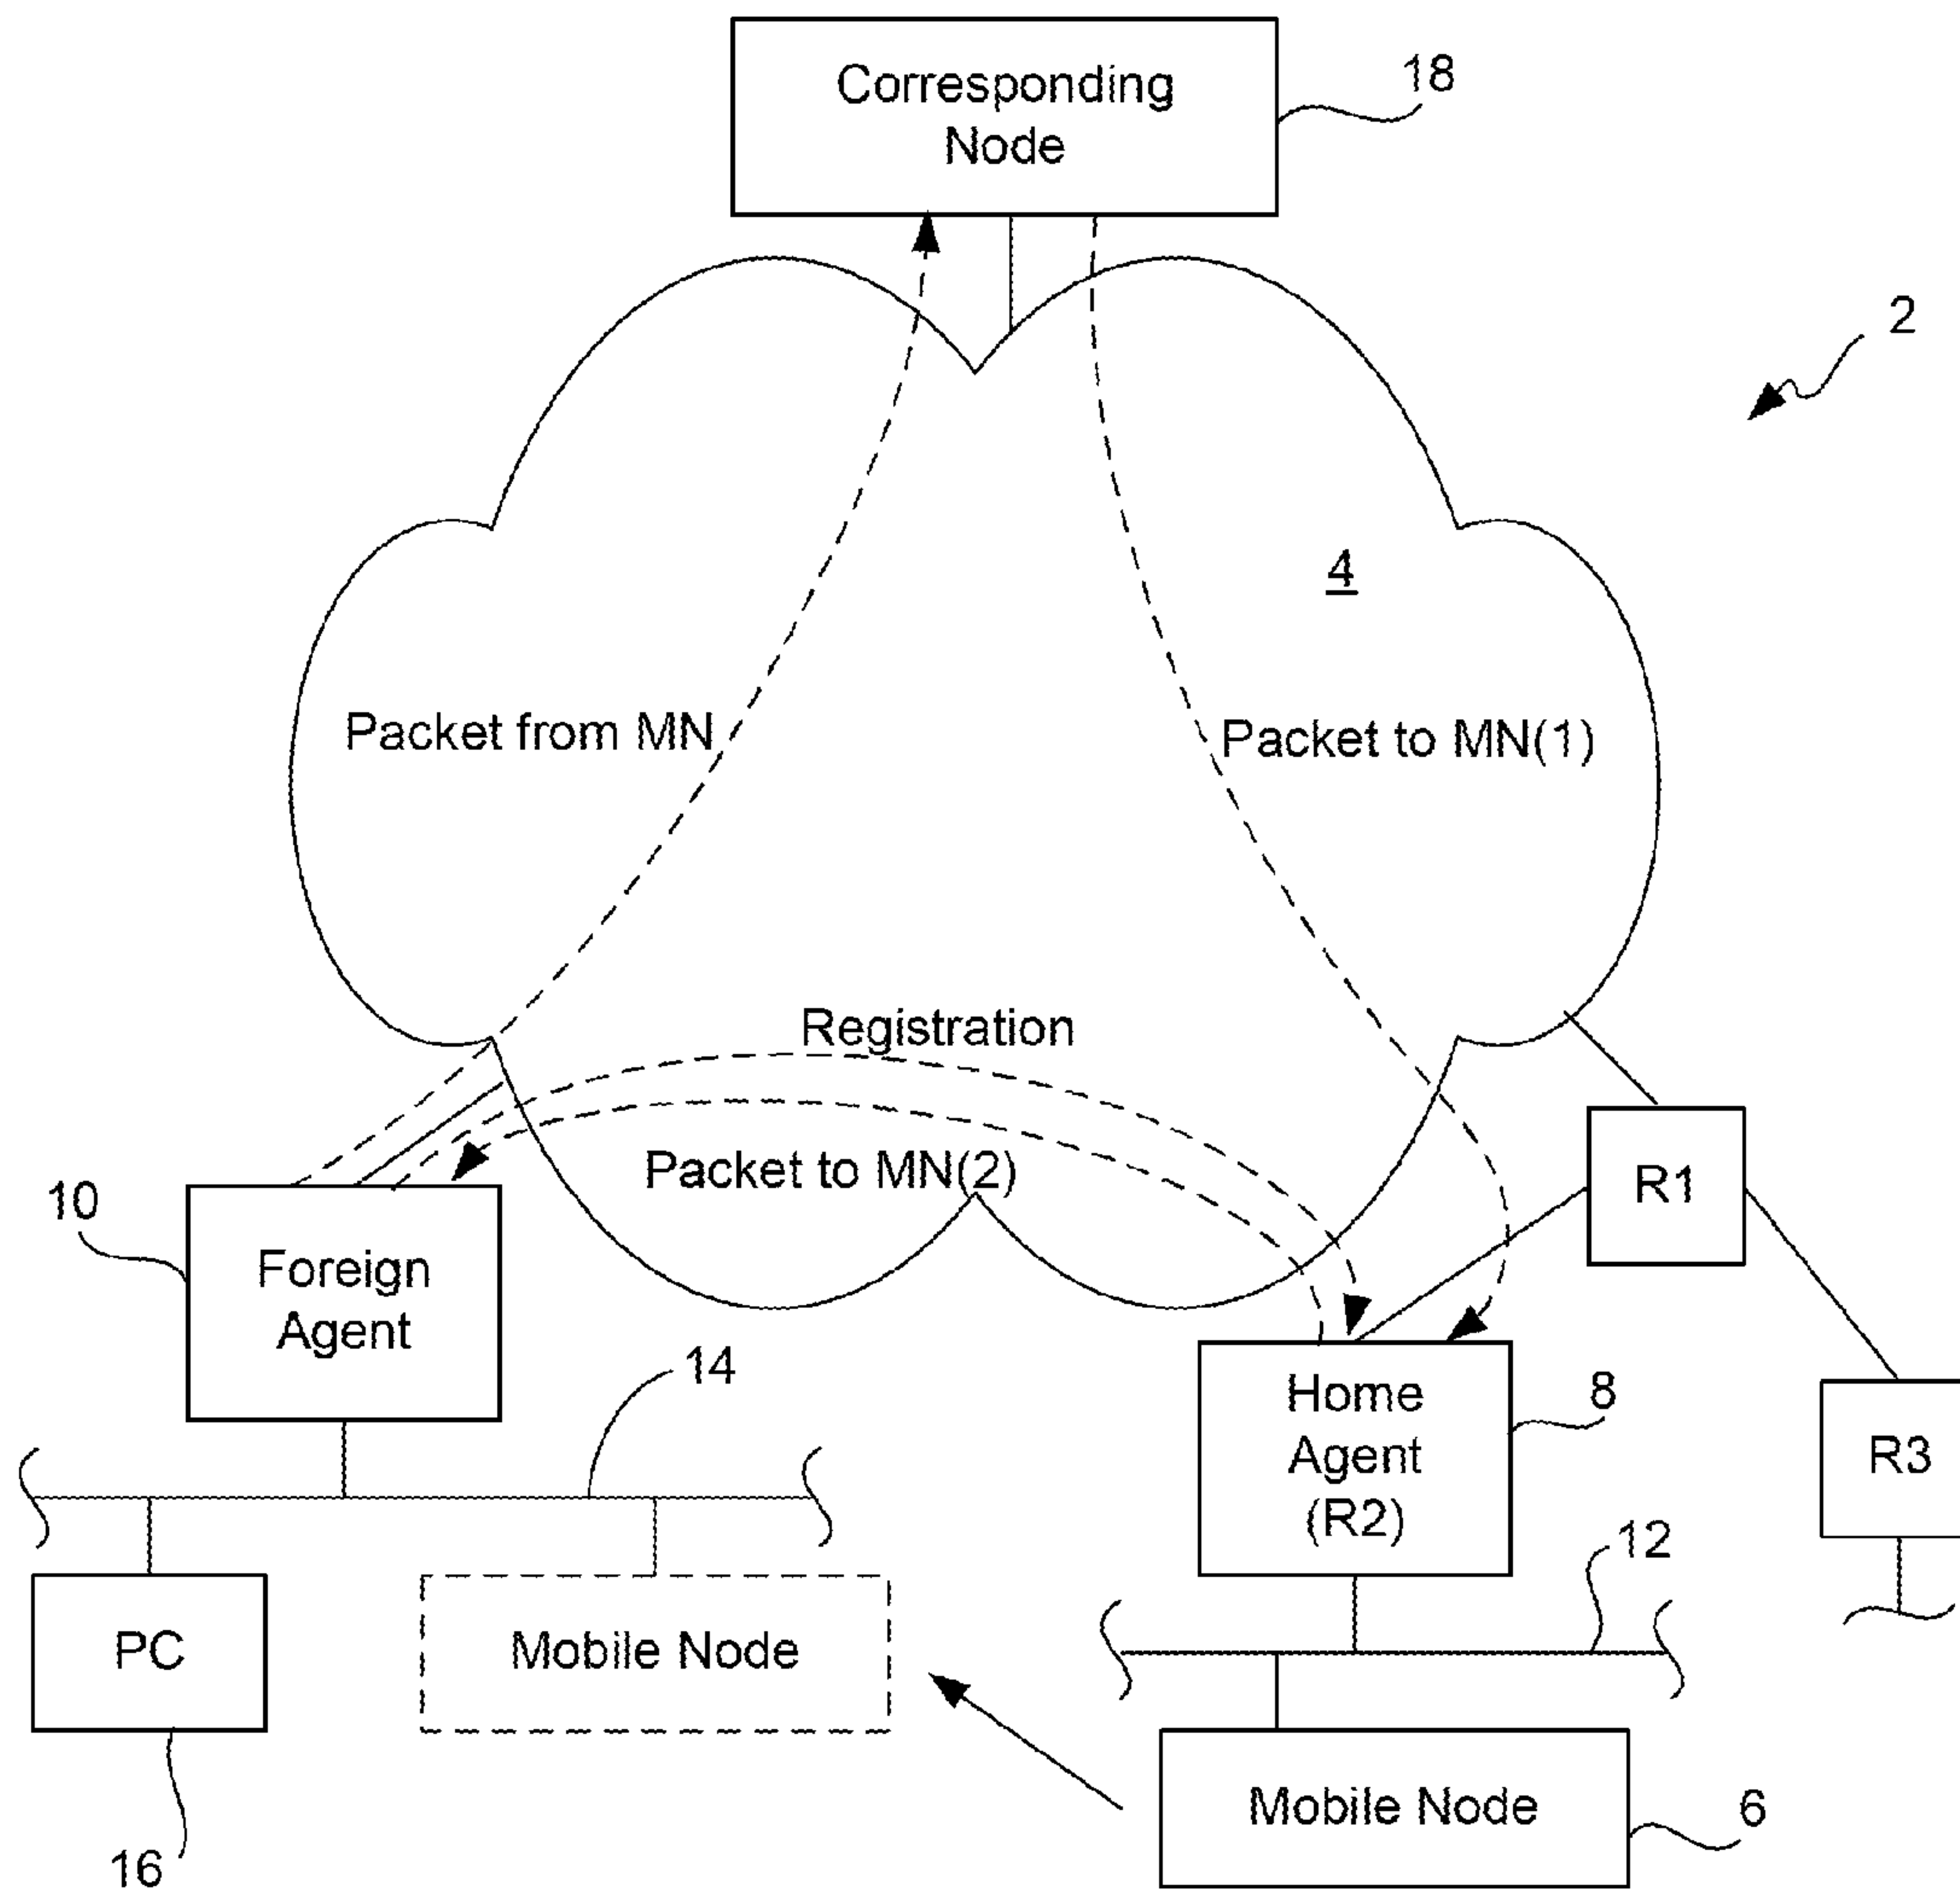 Corresponding
Node
18
2
4
Packet from MN
Packet to MN(1)
Registration
Packet to MN(2)
R1
10
Foreign
Agent
14
Home
Agent
(R2)
8
R3
12
PC
Mobile Node
Mobile Node
6
16